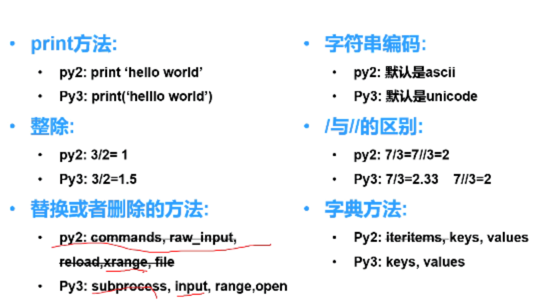 print方法:
py2: print ‘hello world’
Py3: print(‘helllo world’)
整除:
py2: 3/2= 1
Py3: 3/2=1.5
替换或者删除的方法:
py2: commands, raw_input,
reload,xrange, file
Py3: subprocess, input, range,open
字符串编码:
py2: 默认是ascii
Py3: 默认是unicode
/与//的区别:
py2: 7/3=7//3=2
Py3: 7/3=2.33 7//3=2
字典方法:
Py2: iteritems, keys, values
Py3: keys, values